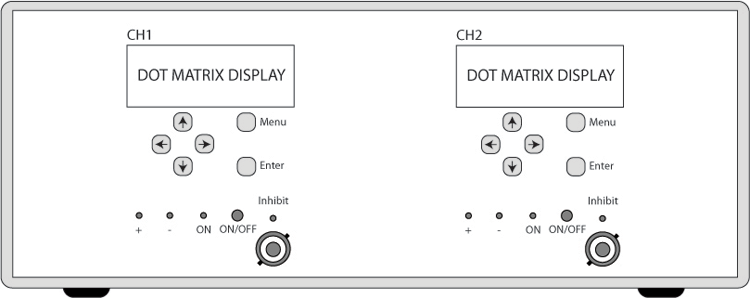 CH1
DOT MATRIX DISPLAY
Menu
Enter
Inhibit
+ - ON ON/OFF
CH2
DOT MATRIX DISPLAY
Menu
Enter
Inhibit
+ - ON ON/OFF